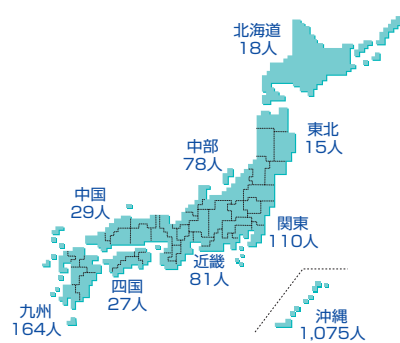 北海道
18人
東北
15人
中部
78人
中国
29人
関東
110人
近畿
81人
四国
27人
九州
164人
沖縄
1,075人